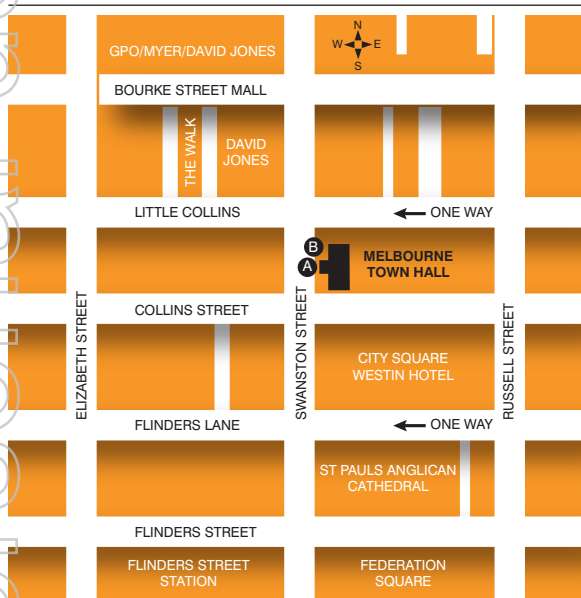 N
W E
S
GPO/MYER/DAVID JONES
BOURKE STREET MALL
THE WALK
DAVID
JONES
LITTLE COLLINS
ONE WAY
B
A
MELBOURNE
TOWN HALL
ELIZABETH STREET
COLLINS STREET
SWANSTON STREET
RUSSELL STREET
CITY SQUARE
WESTIN HOTEL
FLINDERS LANE
ONE WAY
ST PAULS ANGLICAN
CATHEDRAL
FLINDERS STREET
FLINDERS STREET
STATION
FEDERATION
SQUARE